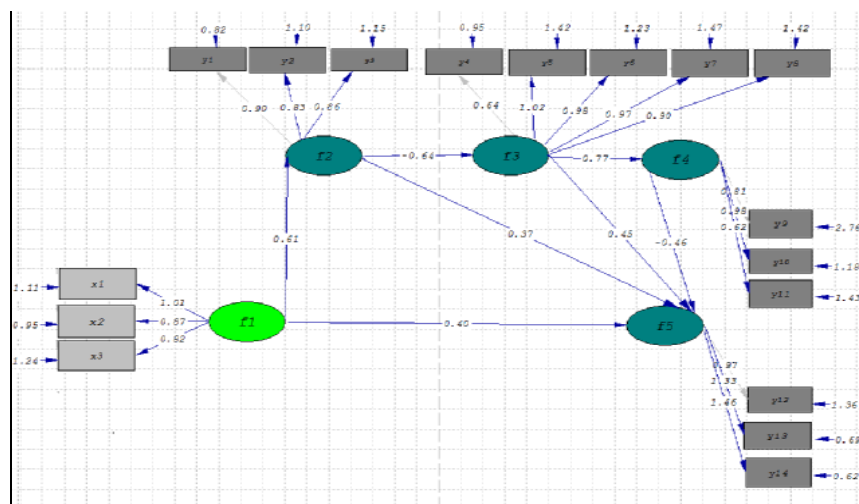 0.82 1.10 1.15 0.95 1.42 1.23 1.47 1.42
y1 y2 y3 y4 y5 y6 y7 y8
0.90 0.83 0.86 0.64 1.02 0.98 0.97 0.90
f2 -0.64 f3 -0.77 f4
0.81
0.98
0.62
y9 2.76
y10 1.18
y11 1.41
0.61 0.37 0.45 -0.46
1.11 x1 1.01
0.95 x2 0.87
1.24 x3 0.92
f1 0.40 f5
0.97
1.33
1.46
y12 1.36
y13 0.69
y14 0.62